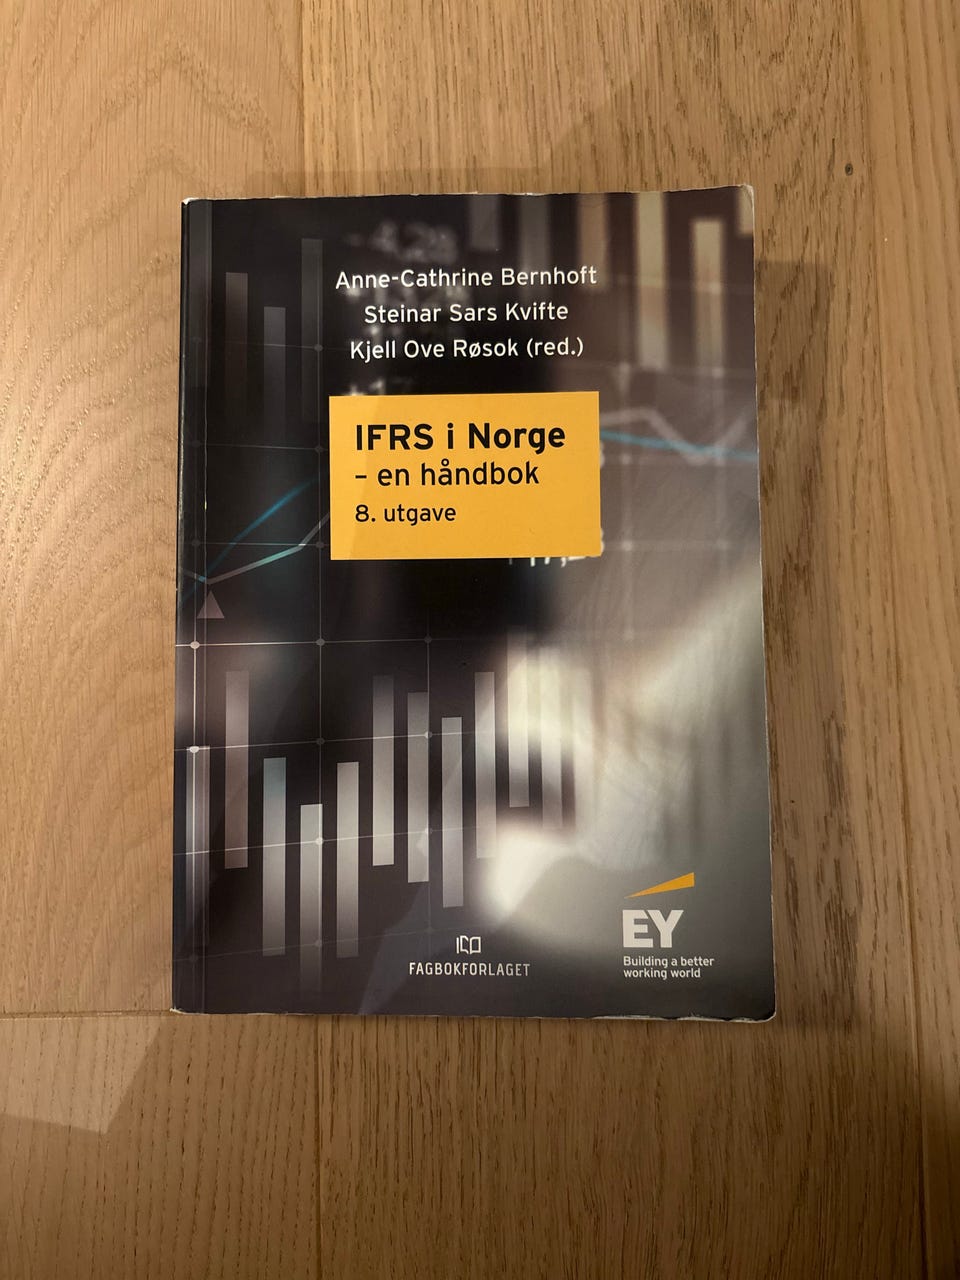 Anne-Cathrine Bernhoft
Steinar Sars Kvifte
Kjell Ove Røsok (red.)
IFRS i Norge
– en håndbok
8. utgave
FAGBOKFORLAGET
EY
Building a better
working world